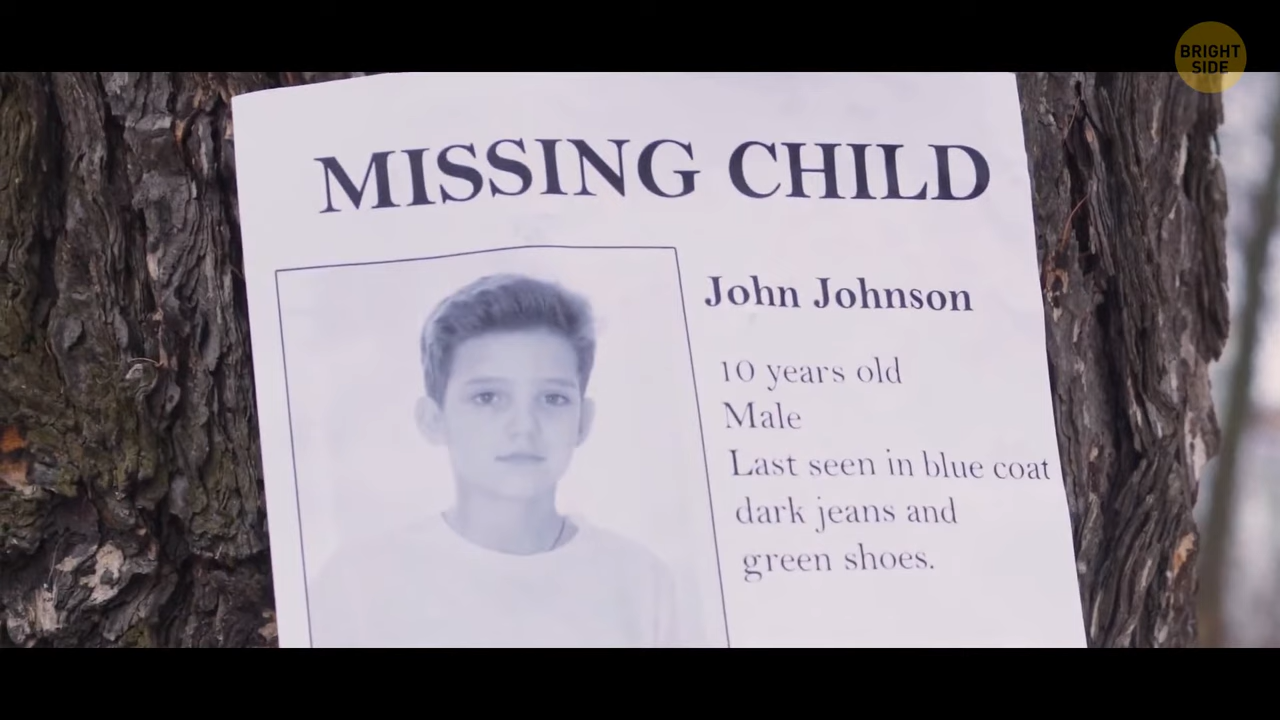 BRIGHT
SIDE
MISSING CHILD
John Johnson
10 years old
Male
Last seen in blue coat
dark jeans and
green shoes.